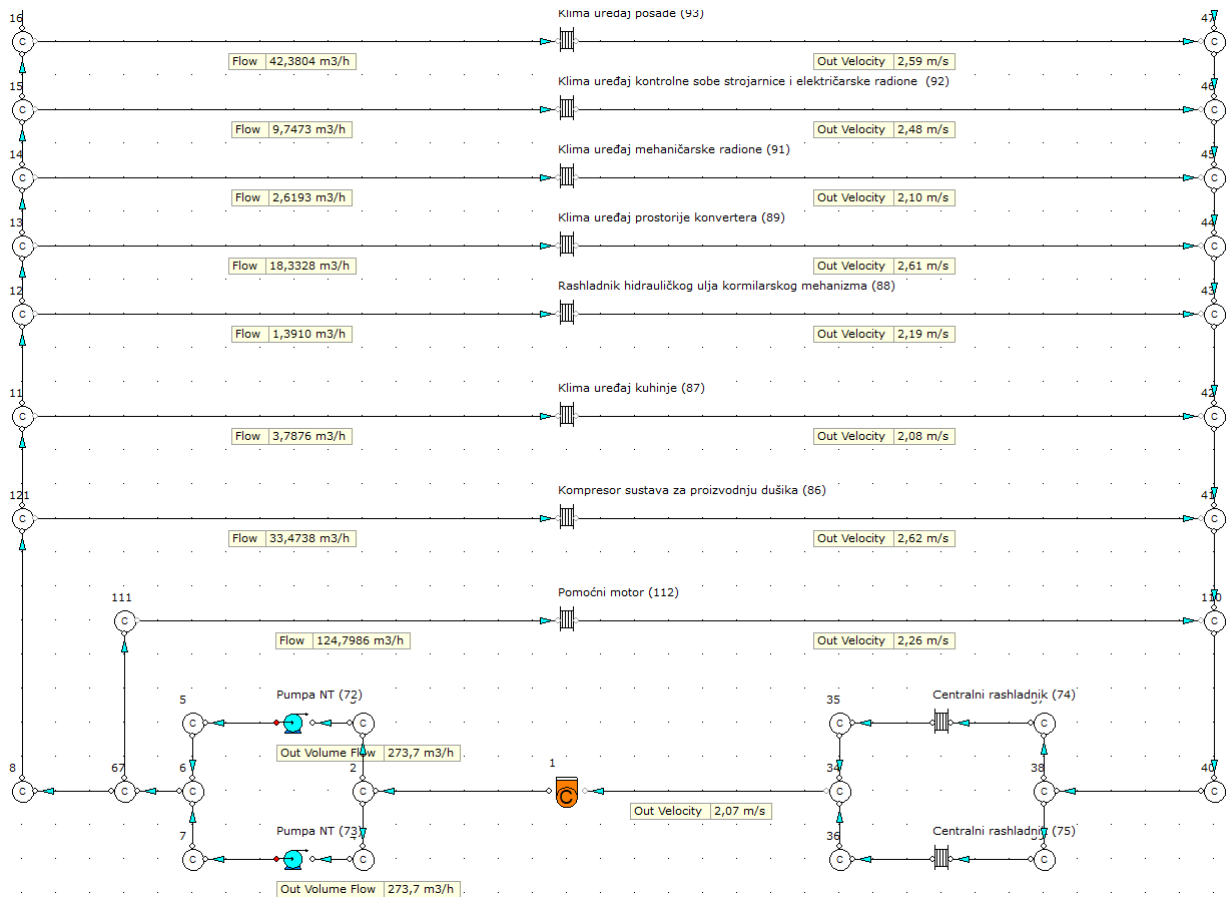 16
Klima uređaj posade (93)
47
C
C
Flow 42,3804 m3/h
Out Velocity 2,59 m/s
15
Klima uređaj kontrolne sobe strojarnice i električarske radione (92)
46
C
C
Flow 9,7473 m3/h
Out Velocity 2,48 m/s
14
Klima uređaj mehaničarske radione (91)
45
C
C
Flow 2,6193 m3/h
Out Velocity 2,10 m/s
13
Klima uređaj prostorije konvertera (89)
44
C
C
Flow 18,3328 m3/h
Out Velocity 2,61 m/s
12
Rashladnik hidrauličkog ulja kormilarskog mehanizma (88)
43
C
C
Flow 1,3910 m3/h
Out Velocity 2,19 m/s
11
Klima uređaj kuhinje (87)
42
C
C
Flow 3,7876 m3/h
Out Velocity 2,08 m/s
121
Kompresor sustava za proizvodnju dušika (86)
41
C
C
Flow 33,4738 m3/h
Out Velocity 2,62 m/s
111
Pomoćni motor (112)
110
C
C
Flow 124,7986 m3/h
Out Velocity 2,26 m/s
5
Pumpa NT (72)
35
Centralni rashladnik (74)
C
C
C
C
Out Volume Flow 273,7 m3/h
8
67
6
2
1
34
38
40
C
C
C
C
C
C
C
C
Out Velocity 2,07 m/s
7
Pumpa NT (73)
36
Centralni rashladnik (75)
C
C
C
C
Out Volume Flow 273,7 m3/h